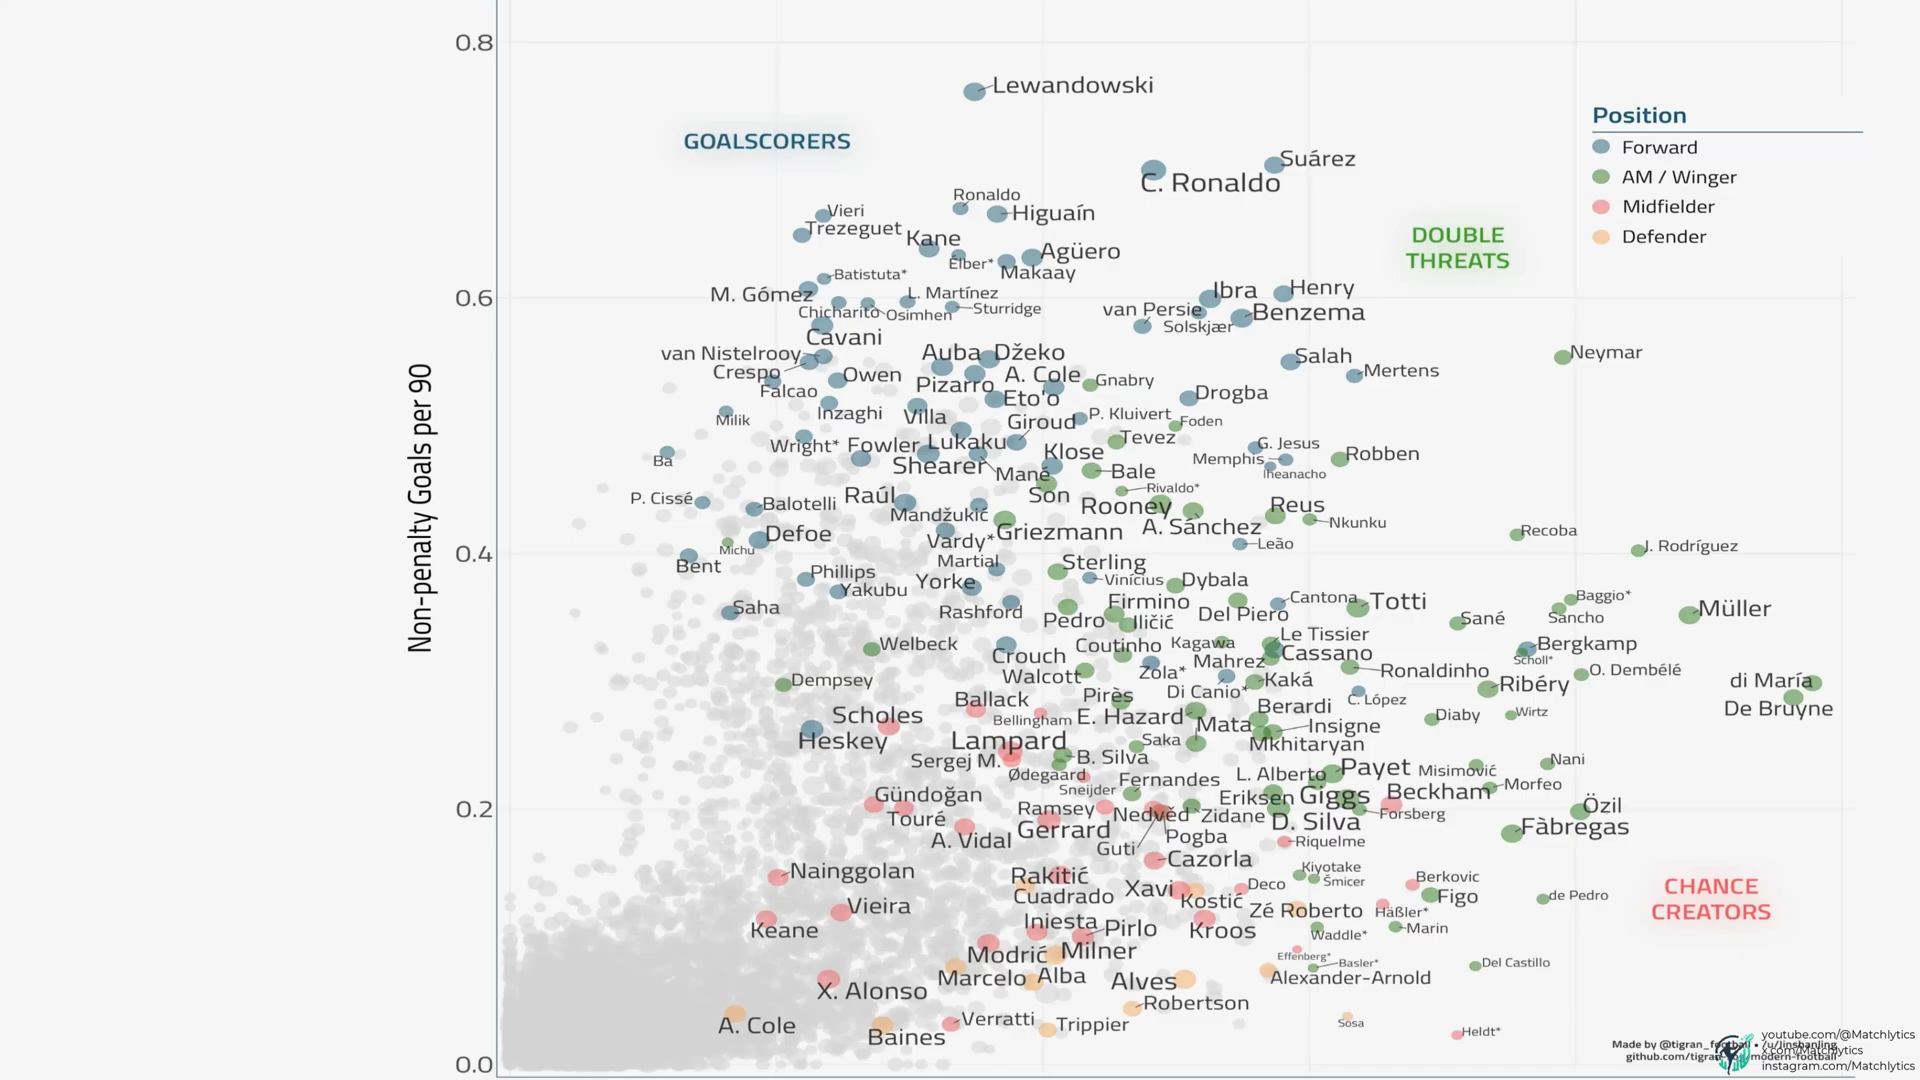 0.8
Lewandowski
Position
GOALSCORERS
Forward
Suárez
AM / Winger
C. Ronaldo
Ronaldo
Midfielder
Vieri
Higuaín
Trezeguet
Kane
DOUBLE
THREATS
Defender
Agüero
Élber*
Makaay
Batistuta*
M. Gómez
L. Martínez
0.6
Ibra
Henry
Chicharito
Osimhen
Sturridge
van Persie
Benzema
Solskjær
Cavani
van Nistelrooy
Auba
Džeko
Salah
Neymar
Crespo
Owen
A. Cole
Mertens
Falcao
Pizarro
Gnabry
Eto'o
Drogba
Milik
Inzaghi
Villa
Giroud
P. Kluivert
Foden
Wright*
Fowler
Lukaku
Tevez
G. Jesus
Ba
Shearer
Klose
Memphis
Robben
Mané
Bale
Iheanacho
P. Cissé
Raúl
Son
Rivaldo*
Balotelli
Rooney
Reus
Mandžukić
A. Sánchez
Nkunku
Defoe
Griezmann
Recoba
Vardy*
Leão
J. Rodríguez
0.4
Michu
Bent
Martial
Sterling
Phillips
Yorke
Vinícius
Dybala
Yakubu
Saha
Rashford
Firmino
Cantona
Totti
Baggio*
Müller
Pedro
Iličić
Del Piero
Sané
Sancho
Welbeck
Coutinho
Kagawa
Le Tissier
Bergkamp
Crouch
Mahrez
Cassano
Scholl*
Walcott
Zola*
Ronaldinho
O. Dembélé
Dempsey
Di Canio*
Kaká
Ribéry
di María
Ballack
Pirès
C. López
De Bruyne
Scholes
Bellingham
E. Hazard
Berardi
Diaby
Wirtz
Heskey
Lampard
Saka
Mata
Insigne
Mkhitaryan
Sergej M.
B. Silva
Nani
Ødegaard
Fernandes
L. Alberto
Payet
Misimović
Gündoğan
Sneijder
Eriksen
Giggs
Beckham
Morfeo
0.2
Touré
Ramsey
Nedvěd
Zidane
D. Silva
Forsberg
Özil
A. Vidal
Gerrard
Pogba
Fàbregas
Guti
Riquelme
Nainggolan
Rakitić
Cazorla
Kiyotake
Xavi
Deco
Šmicer
Berkovic
CHANCE
CREATORS
Vieira
Cuadrado
Kostić
Zé Roberto
Figo
de Pedro
Keane
Iniesta
Pirlo
Kroos
Häßler*
Waddle*
Marin
Modrić
Milner
Effenberg*
Basler*
Del Castillo
X. Alonso
Marcelo
Alba
Alves
Alexander-Arnold
Robertson
A. Cole
Baines
Verratti
Trippier
Sosa
Heldt*
0.0
Non-penalty Goals per 90
Made by @tigran_football • /u/
youtube.com/@Matchlytics
x.com/Matchlytics
instagram.com/Matchlytics